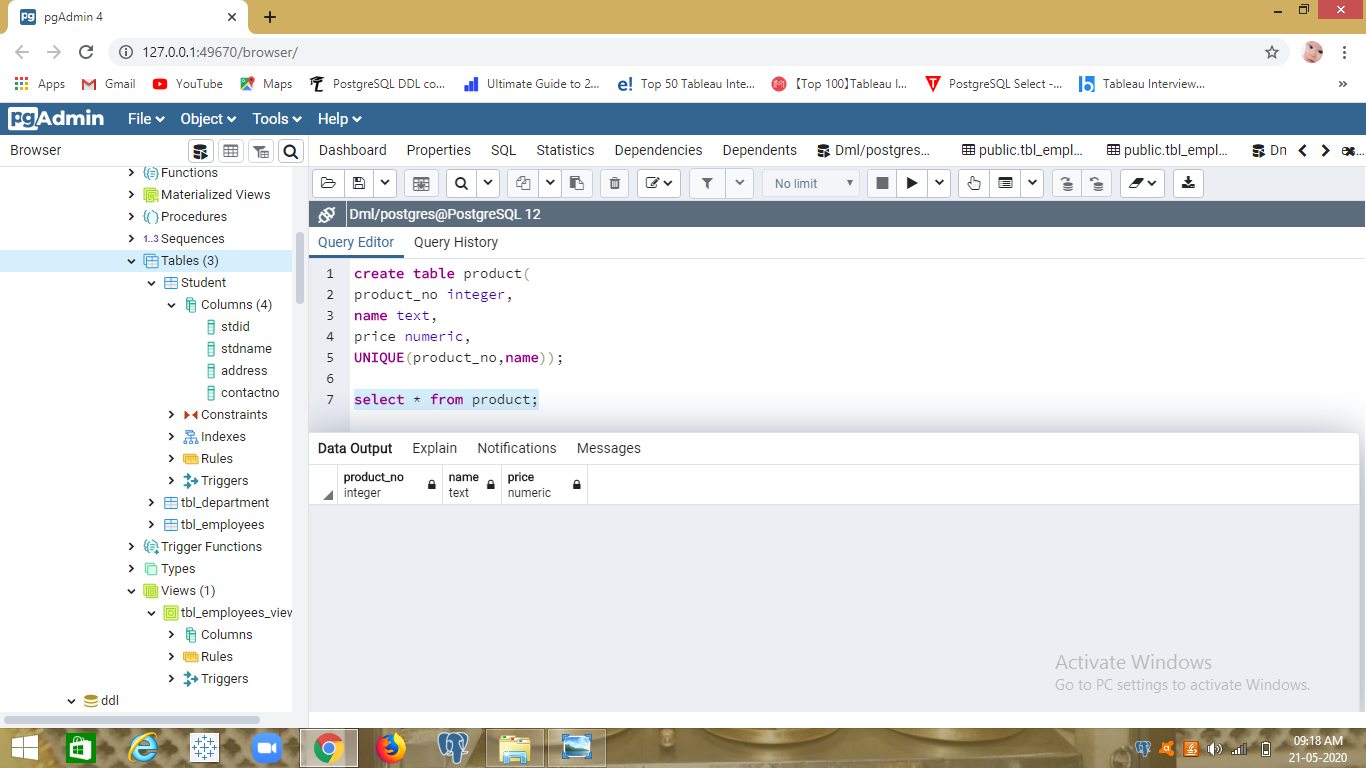 pgAdmin 4
127.0.0.1:49670/browser/
Apps Gmail YouTube Maps PostgreSQL DDL co... Ultimate Guide to 2... Top 50 Tableau Inte... 【Top 100】Tableau I... PostgreSQL Select -... Tableau Interview... »
pgAdmin File Object Tools Help
Browser
Dashboard Properties SQL Statistics Dependencies Dependents Dml/postgres... public.tbl_empl... public.tbl_empl... Dn
No limit
Dml/postgres@PostgreSQL 12
Query Editor Query History
Functions
Materialized Views
Procedures
1..3 Sequences
Tables (3)
Student
Columns (4)
stdid
stdname
address
contactno
Constraints
Indexes
Rules
Triggers
tbl_department
tbl_employees
Trigger Functions
Types
Views (1)
tbl_employees_view
Columns
Rules
Triggers
ddl
1 create table product(
2 product_no integer,
3 name text,
4 price numeric,
5 UNIQUE(product_no,name));
6
7 select * from product;
Data Output Explain Notifications Messages
product_no name price
integer text numeric
Activate Windows
Go to PC settings to activate Windows.
09:18 AM
21-05-2020